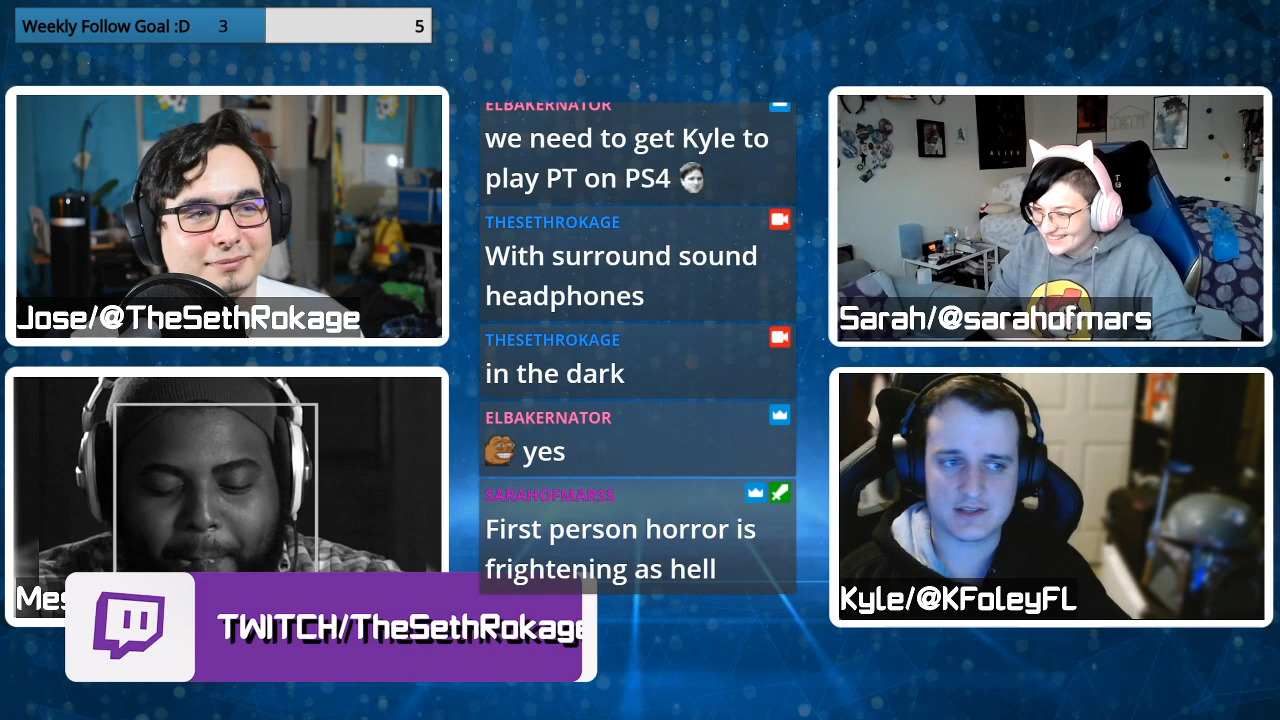 Weekly Follow Goal :D 3 5
ELBAKERNATOR
we need to get Kyle to
play PT on PS4
THESETHROKAGE
With surround sound
headphones
THESETHROKAGE
in the dark
ELBAKERNATOR
yes
SARAHOFMARSS
First person horror is
frightening as hell
Jose/@TheSethRokage
ALIEN
Sarah/@sarahofmars
Mes
Kyle/@KFoleyFL
TWITCH/TheSethRokage